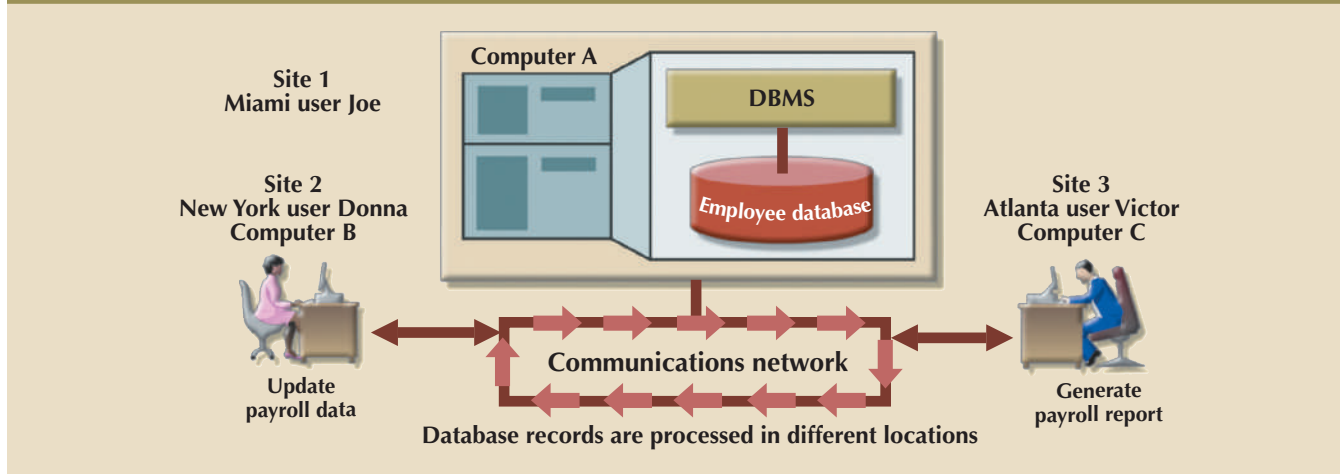 Site 1
Miami user Joe
Computer A
DBMS
Employee database
Site 2
New York user Donna
Computer B
Site 3
Atlanta user Victor
Computer C
Communications network
Update
payroll data
Generate
payroll report
Database records are processed in different locations